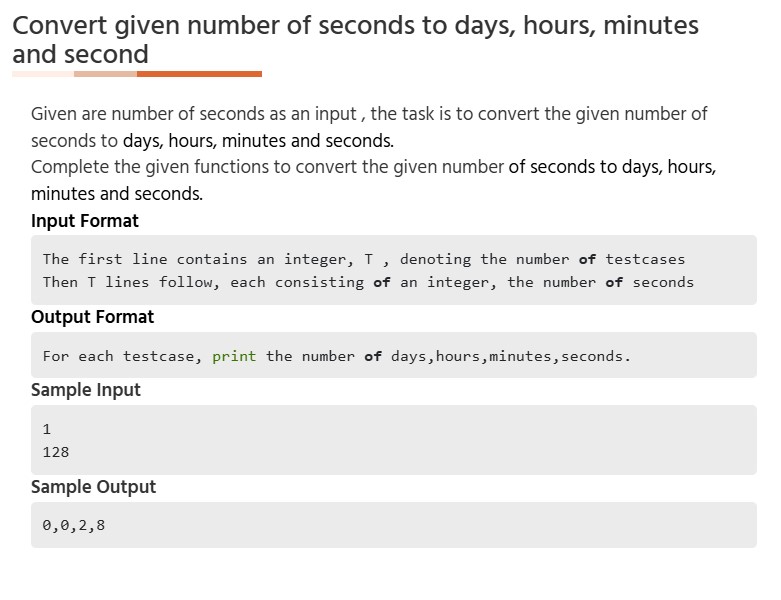 Convert given number of seconds to days, hours, minutes
and second
Given are number of seconds as an input , the task is to convert the given number of
seconds to days, hours, minutes and seconds.
Complete the given functions to convert the given number of seconds to days, hours,
minutes and seconds.
Input Format
The first line contains an integer, T , denoting the number of testcases
Then T lines follow, each consisting of an integer, the number of seconds
Output Format
For each testcase, print the number of days,hours,minutes,seconds.
Sample Input
1
128
Sample Output
0,0,2,8